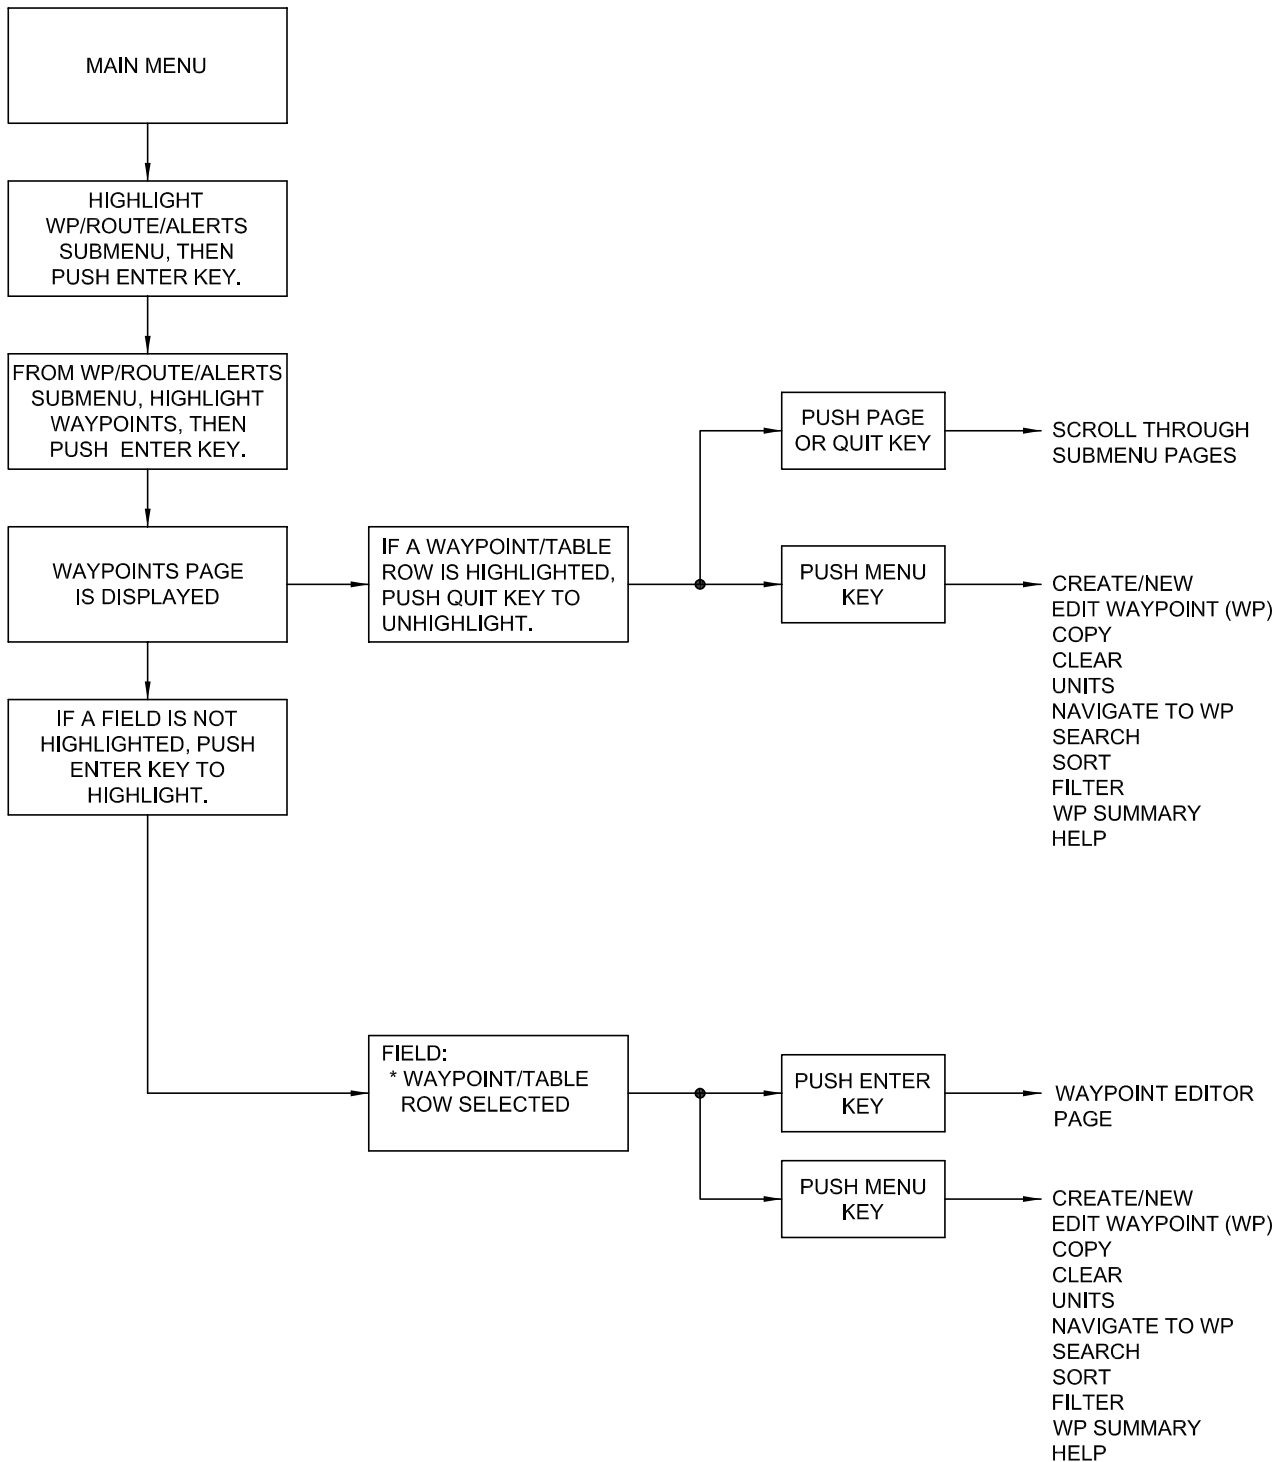 MAIN MENU
HIGHLIGHT
WP/ROUTE/ALERTS
SUBMENU, THEN
PUSH ENTER KEY.
FROM WP/ROUTE/ALERTS
SUBMENU, HIGHLIGHT
WAYPOINTS, THEN
PUSH ENTER KEY.
WAYPOINTS PAGE
IS DISPLAYED
IF A WAYPOINT/TABLE
ROW IS HIGHLIGHTED,
PUSH QUIT KEY TO
UNHIGHLIGHT.
PUSH PAGE
OR QUIT KEY
SCROLL THROUGH
SUBMENU PAGES
PUSH MENU
KEY
CREATE/NEW
EDIT WAYPOINT (WP)
COPY
CLEAR
UNITS
NAVIGATE TO WP
SEARCH
SORT
FILTER
WP SUMMARY
HELP
IF A FIELD IS NOT
HIGHLIGHTED, PUSH
ENTER KEY TO
HIGHLIGHT.
FIELD:
* WAYPOINT/TABLE
ROW SELECTED
PUSH ENTER
KEY
WAYPOINT EDITOR
PAGE
PUSH MENU
KEY
CREATE/NEW
EDIT WAYPOINT (WP)
COPY
CLEAR
UNITS
NAVIGATE TO WP
SEARCH
SORT
FILTER
WP SUMMARY
HELP